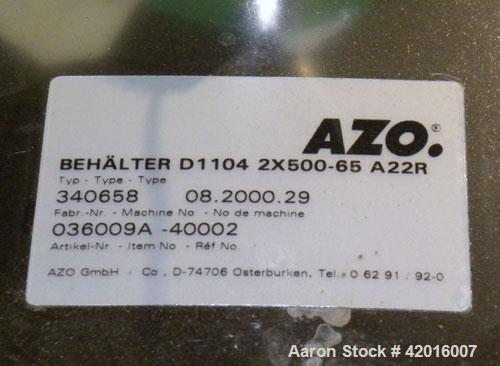 AZO.®
BEHÄLTER D1104 2X500-65 A22R
Typ - Type - Type
340658 08.2000.29
Fabr.-Nr. - Machine No - No de machine
036009A -40002
Artikel-Nr. - Item No - Réf No.
AZO GmbH · Co., D-74706 Osterburken, Tel. 0 62 91 / 92-0
Aaron Stock # 42016007